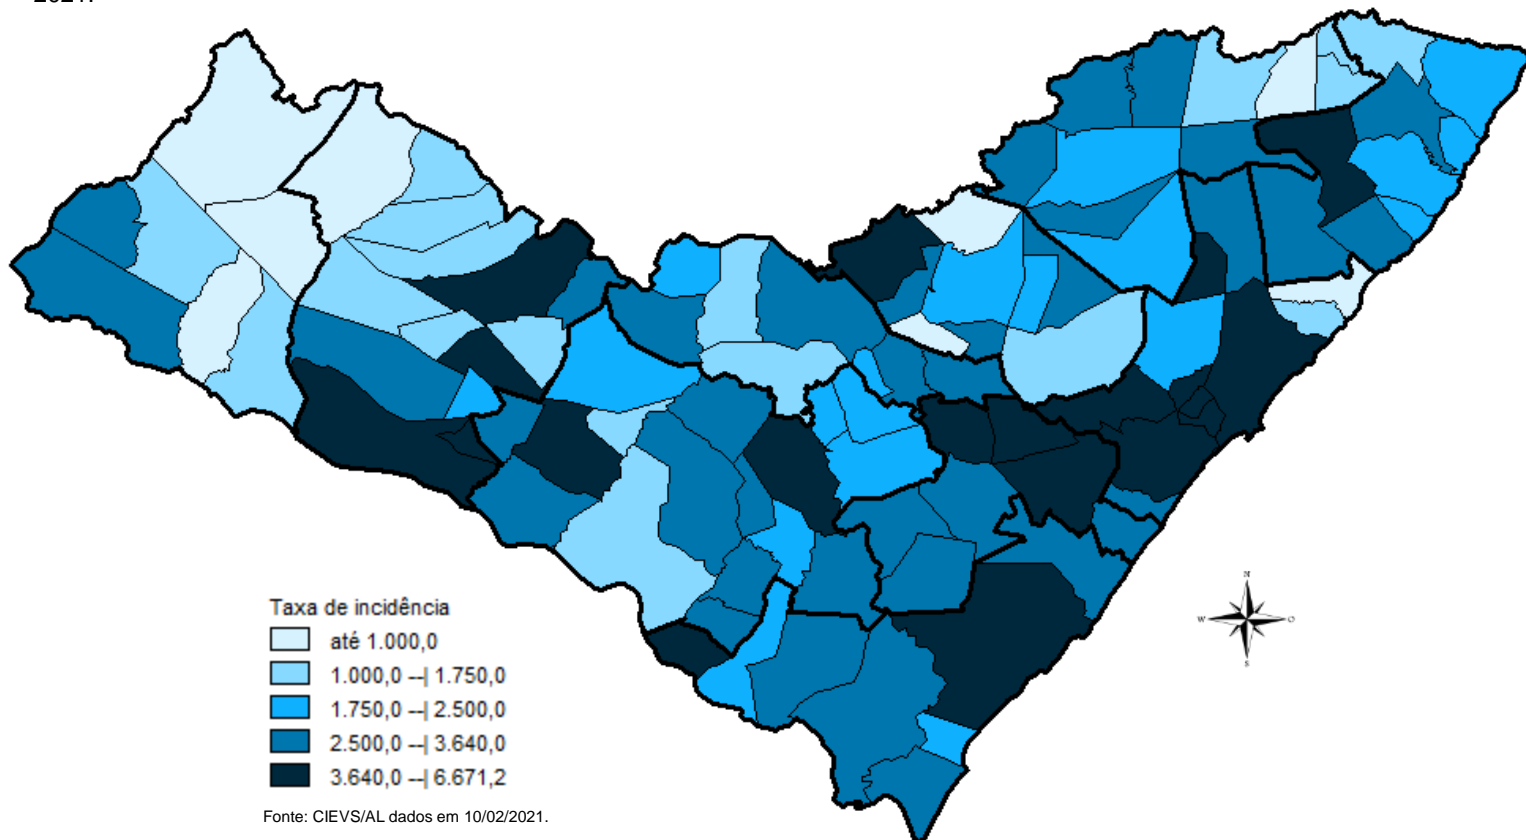 2021.
N
W
O
S
Taxa de incidência
até 1.000,0
1.000,0 --| 1.750,0
1.750,0 --| 2.500,0
2.500,0 --| 3.640,0
3.640,0 --| 6.671,2
Fonte: CIEVS/AL dados em 10/02/2021.